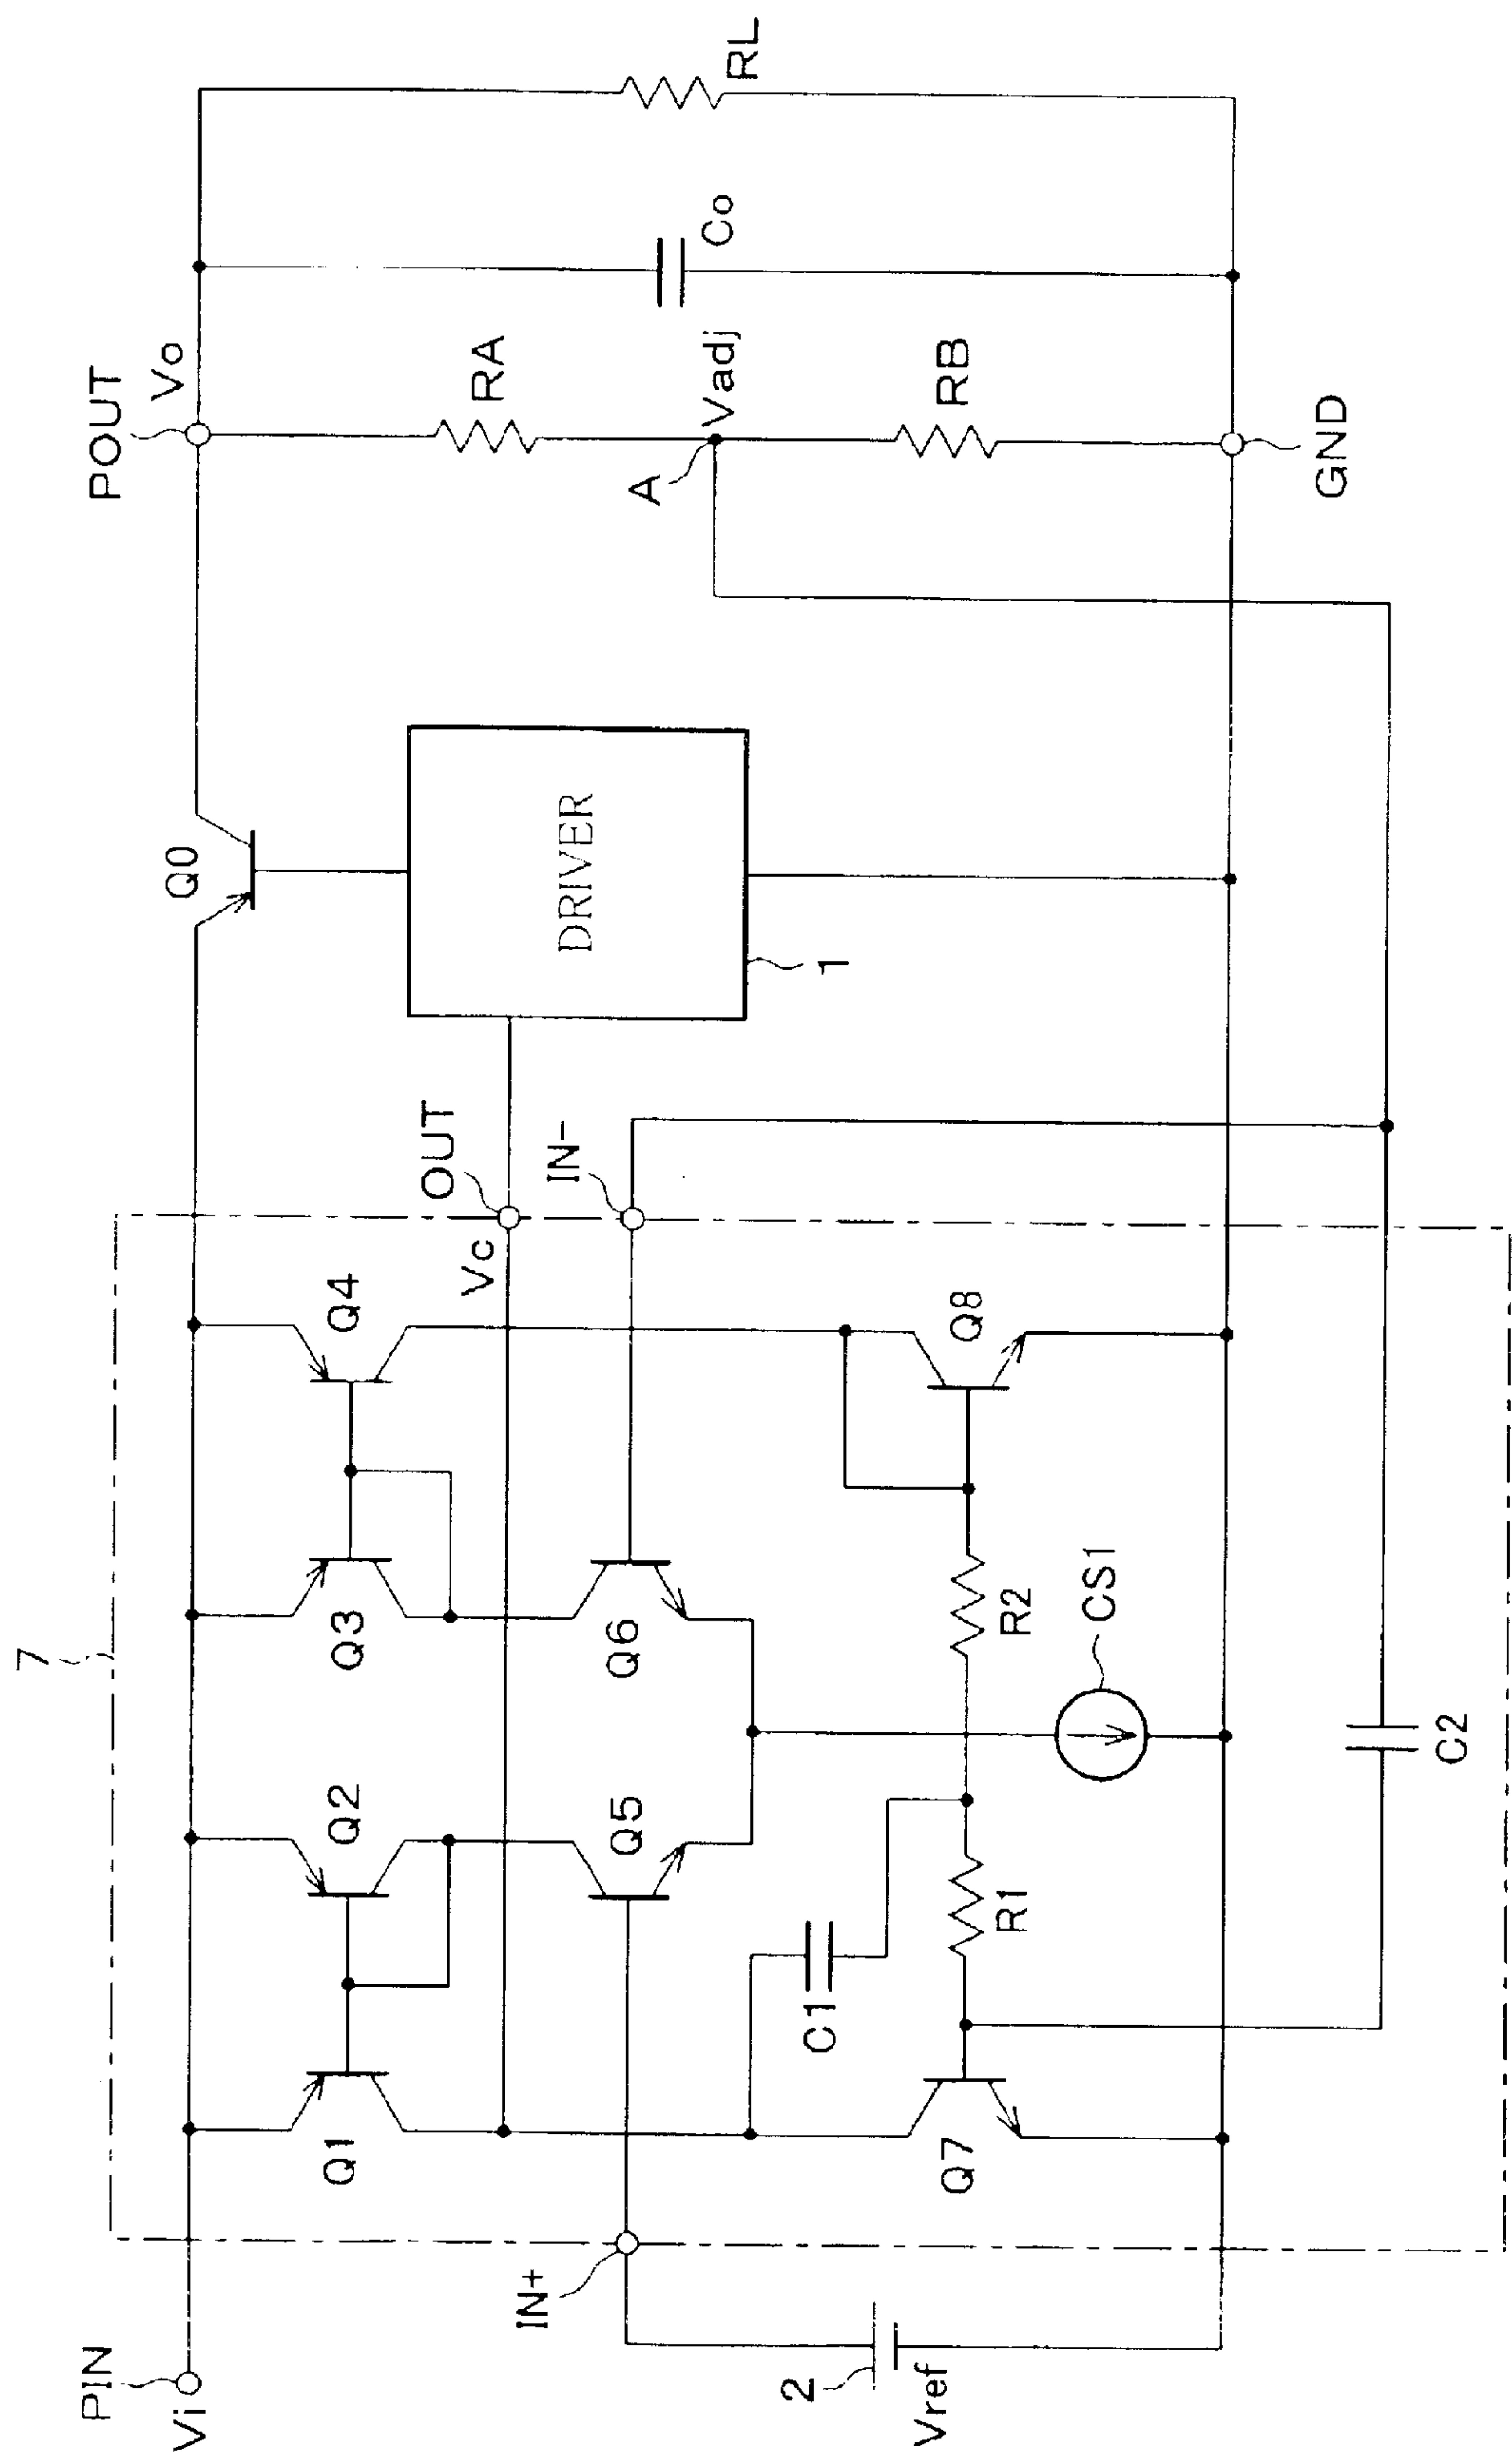 PIN
Vi
7
Q1
Q2
Q3
Q4
Q0
POUT
Vo
OUT
Vc
IN-
IN+
Q5
Q6
DRIVER
1
RA
A
Vadj
RB
Co
RL
2
Vref
C1
R1
R2
Q7
Q8
CS1
C2
GND